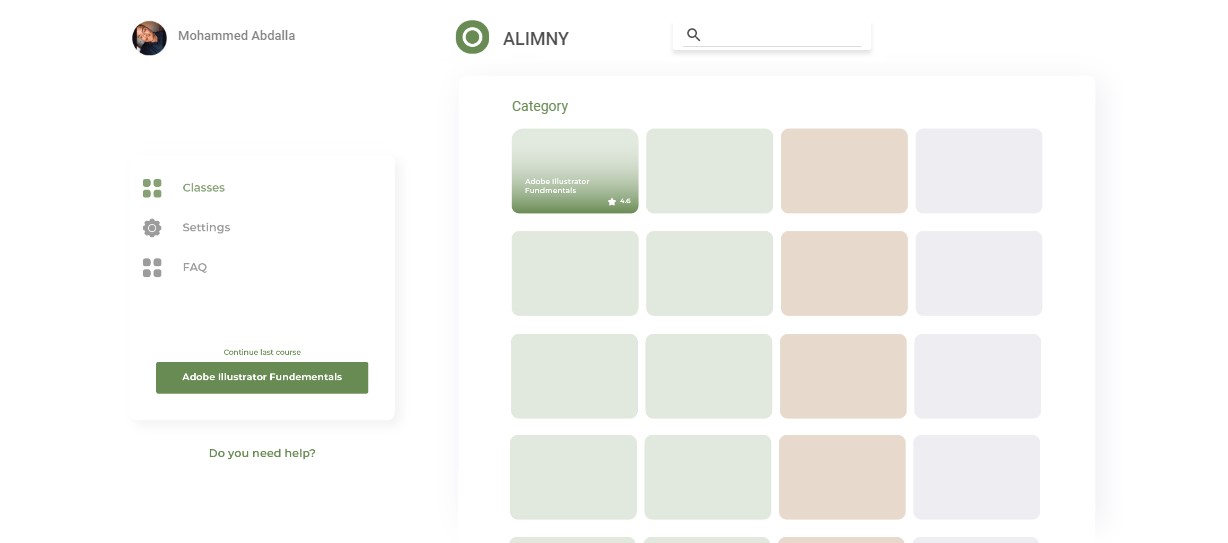 Mohammed Abdalla
ALIMNY
Category
Adobe Illustrator
Fundmentals
4.6
Classes
Settings
FAQ
Continue last course
Adobe Illustrator Fundementals
Do you need help?